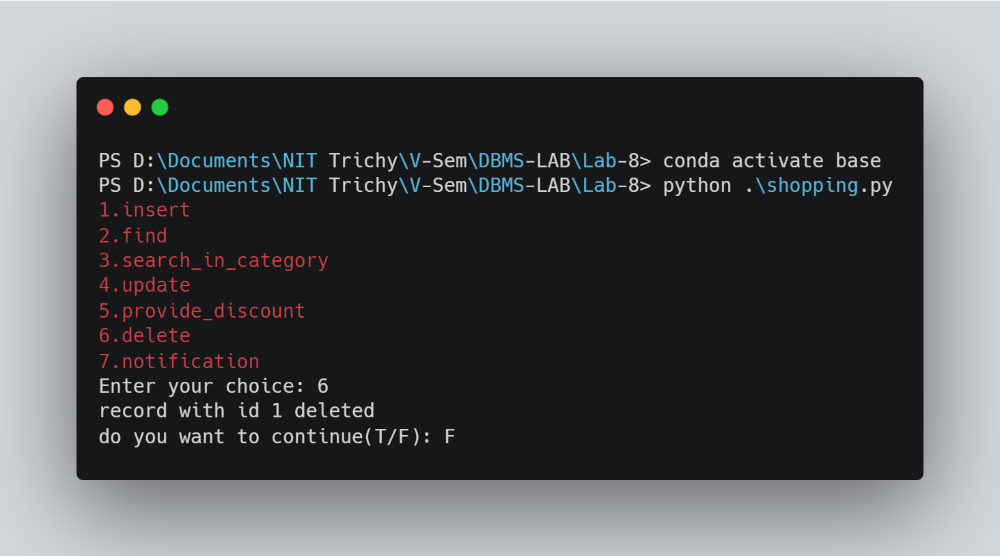 PS D:\Documents\NIT Trichy\V-Sem\DBMS-LAB\Lab-8> conda activate base
PS D:\Documents\NIT Trichy\V-Sem\DBMS-LAB\Lab-8> python .\shopping.py
1.insert
2.find
3.search_in_category
4.update
5.provide_discount
6.delete
7.notification
Enter your choice: 6
record with id 1 deleted
do you want to continue(T/F): F